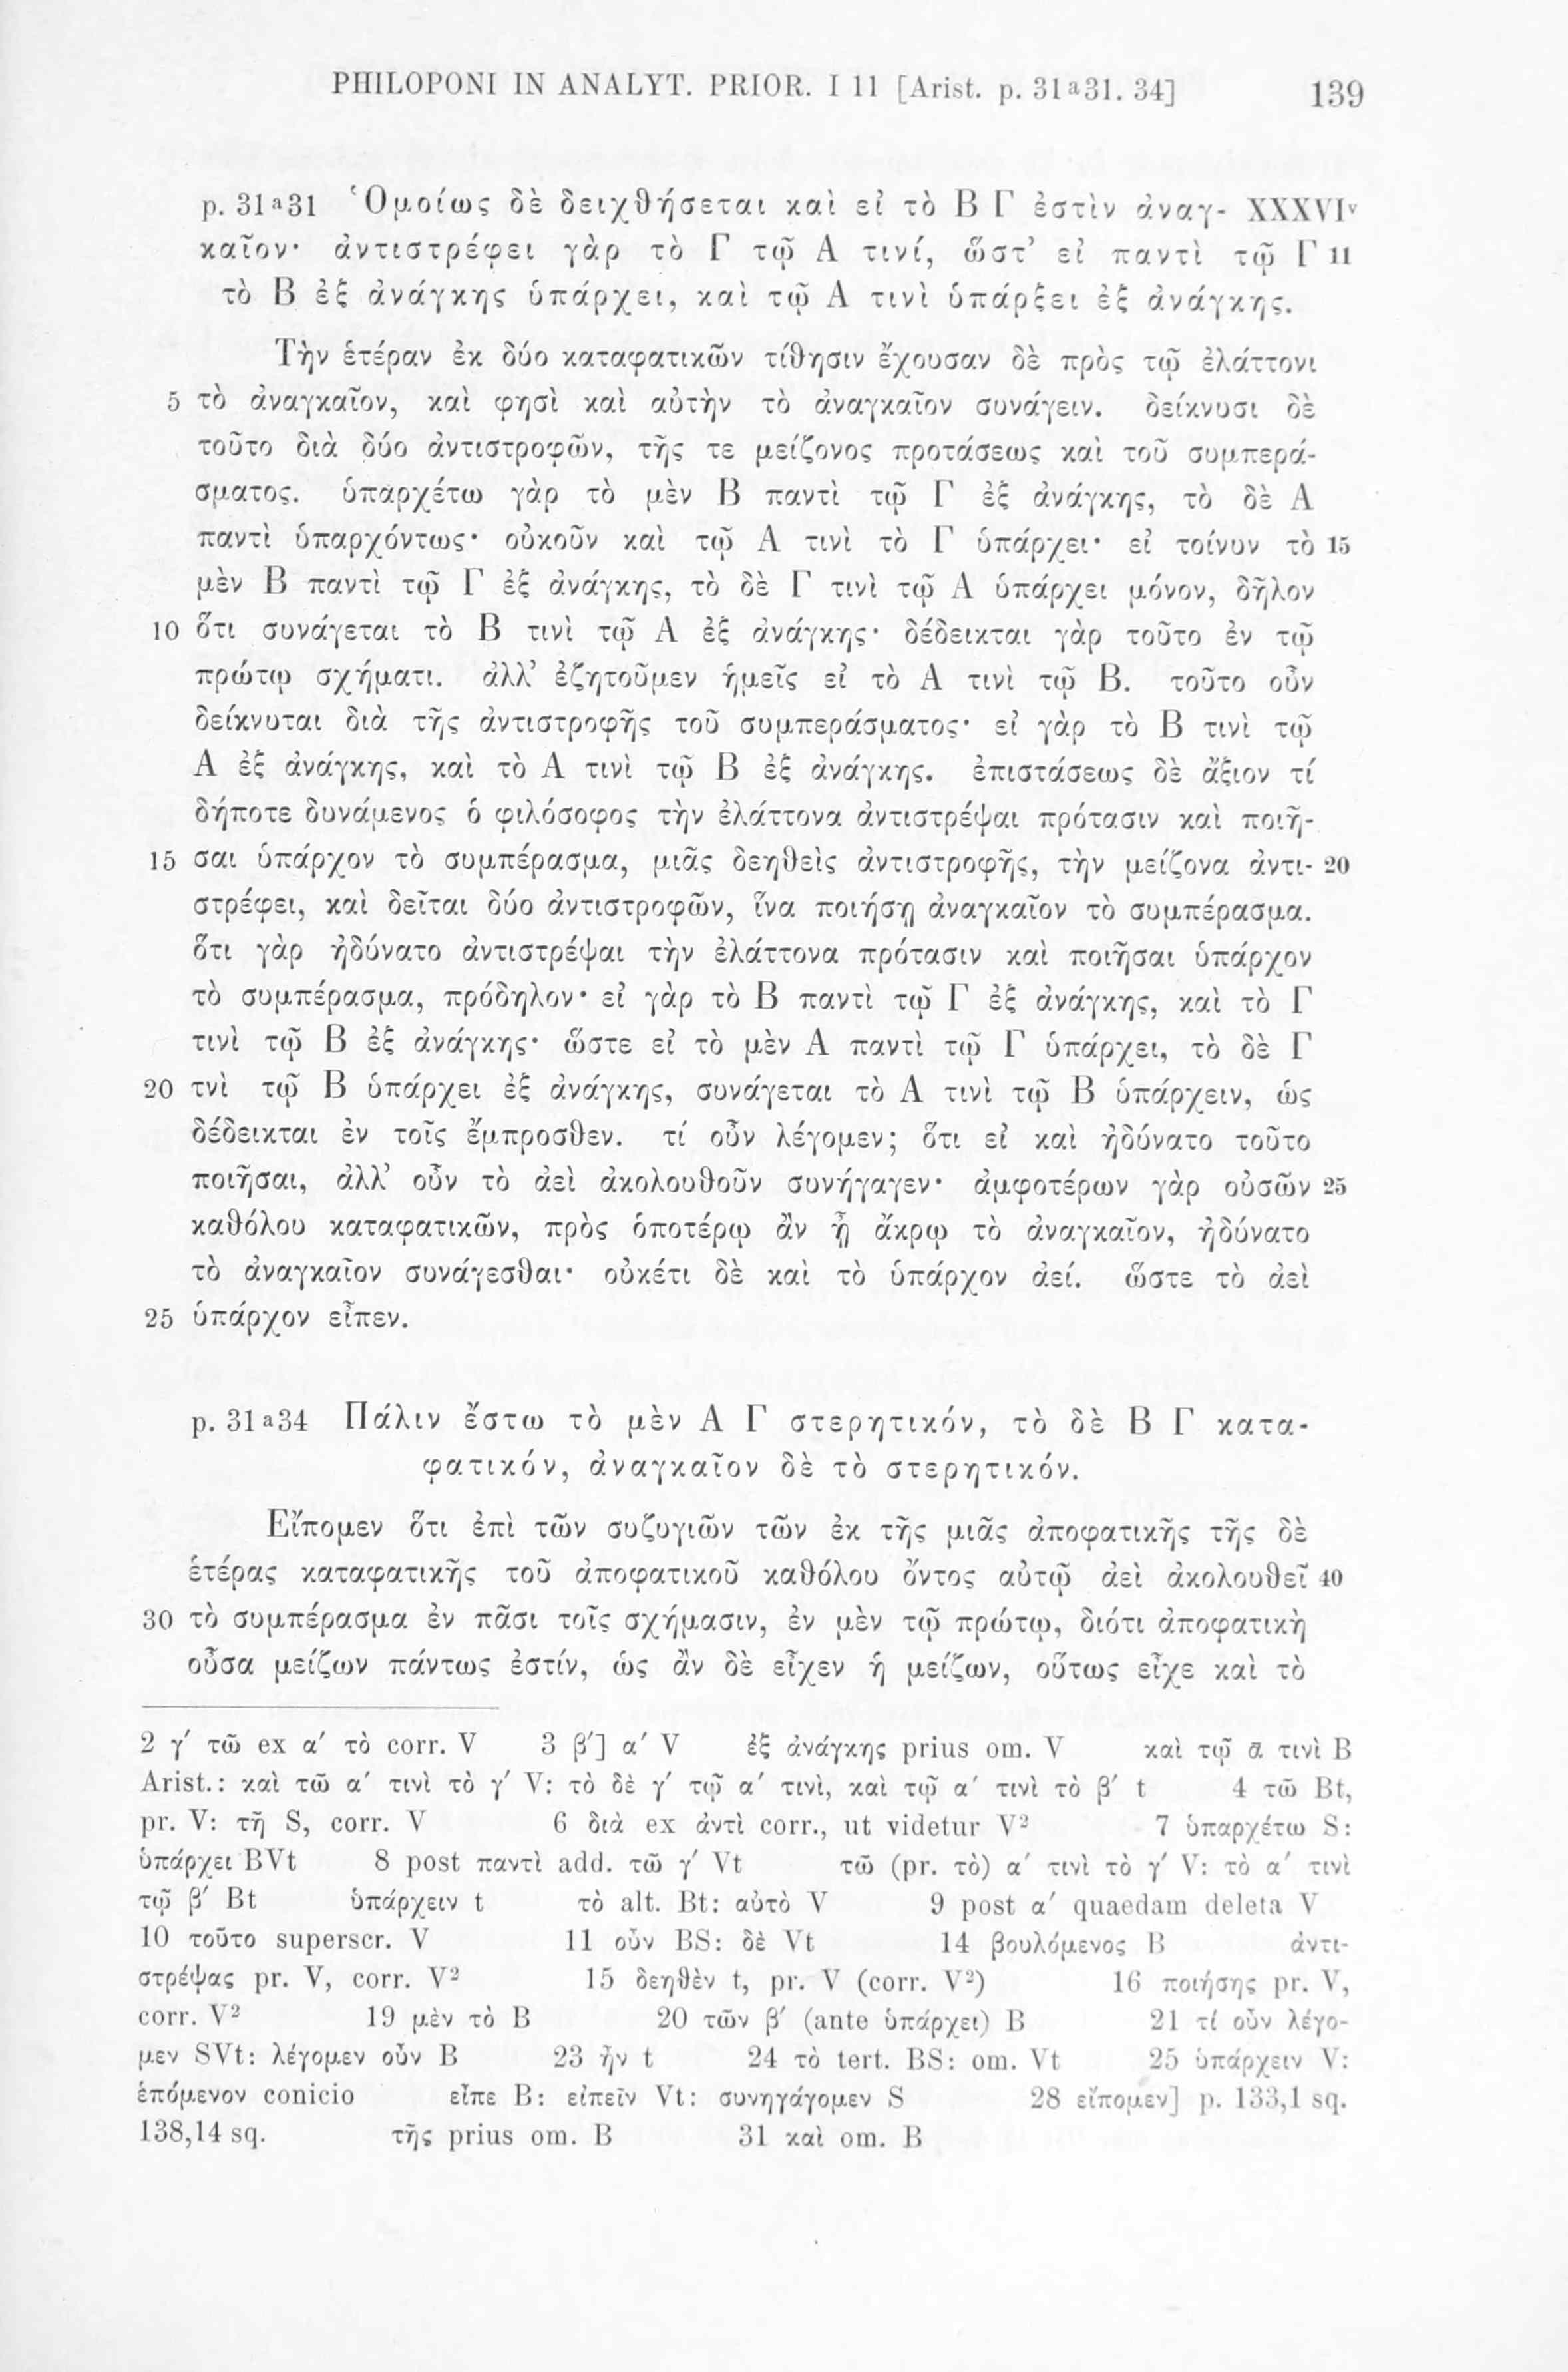 PHILOPONI IN ANALYT. PRIOR. I 11 [Arist. p. 31a31. 34] 139
p. 31a31 Ὁμοίως δὲ δειχθήσεται καὶ εἰ τὸ Β Γ ἐστὶν ἀναγ- XXXVIv
καῖον· ἀντιστρέφει γὰρ τὸ Γ τῷ Α τινί, ὥστ’ εἰ παντὶ τῷ Γ 11
τὸ Β ἐξ ἀνάγκης ὑπάρχει, καὶ τῷ Α τινὶ ὑπάρξει ἐξ ἀνάγκης.
Τὴν ἑτέραν ἐκ δύο καταφατικῶν τίθησιν ἔχουσαν δὲ πρὸς τῷ ἐλάττονι
5 τὸ ἀναγκαῖον, καὶ φησὶ καὶ αὐτὴν τὸ ἀναγκαῖον συνάγειν. δείκνυσι δὲ
τοῦτο διὰ δύο ἀντιστροφῶν, τῆς τε μείζονος προτάσεως καὶ τοῦ συμπερά-
σματος. ὑπαρχέτω γὰρ τὸ μὲν Β παντὶ τῷ Γ ἐξ ἀνάγκης, τὸ δὲ Α
παντὶ ὑπαρχόντως· οὐκοῦν καὶ τῷ Α τινὶ τὸ Γ ὑπάρχει· εἰ τοίνυν τὸ 15
μὲν Β παντὶ τῷ Γ ἐξ ἀνάγκης, τὸ δὲ Γ τινὶ τῷ Α ὑπάρχει μόνον, δῆλον
10 ὅτι συνάγεται τὸ Β τινὶ τῷ Α ἐξ ἀνάγκης· δέδεικται γὰρ τοῦτο ἐν τῷ
πρώτῳ σχήματι. ἀλλ’ ἐζητοῦμεν ἡμεῖς εἰ τὸ Α τινὶ τῷ Β. τοῦτο οὖν
δείκνυται διὰ τῆς ἀντιστροφῆς τοῦ συμπεράσματος· εἰ γὰρ τὸ Β τινὶ τῷ
Α ἐξ ἀνάγκης, καὶ τὸ Α τινὶ τῷ Β ἐξ ἀνάγκης. ἐπιστάσεως δὲ ἄξιον τί
δήποτε δυνάμενος ὁ φιλόσοφος τὴν ἐλάττονα ἀντιστρέψαι πρότασιν καὶ ποιῆ-
15 σαι ὑπάρχον τὸ συμπέρασμα, μιᾶς δεηθεὶς ἀντιστροφῆς, τὴν μείζονα ἀντι- 20
στρέφει, καὶ δεῖται δύο ἀντιστροφῶν, ἵνα ποιήσῃ ἀναγκαῖον τὸ συμπέρασμα.
ὅτι γὰρ ἠδύνατο ἀντιστρέψαι τὴν ἐλάττονα πρότασιν καὶ ποιῆσαι ὑπάρχον
τὸ συμπέρασμα, πρόδηλον· εἰ γὰρ τὸ Β παντὶ τῷ Γ ἐξ ἀνάγκης, καὶ τὸ Γ
τινὶ τῷ Β ἐξ ἀνάγκης· ὥστε εἰ τὸ μὲν Α παντὶ τῷ Γ ὑπάρχει, τὸ δὲ Γ
20 τνὶ τῷ Β ὑπάρχει ἐξ ἀνάγκης, συνάγεται τὸ Α τινὶ τῷ Β ὑπάρχειν, ὡς
δέδεικται ἐν τοῖς ἔμπροσθεν. τί οὖν λέγομεν; ὅτι εἰ καὶ ἠδύνατο τοῦτο
ποιῆσαι, ἀλλ’ οὖν τὸ ἀεὶ ἀκολουθοῦν συνήγαγεν· ἀμφοτέρων γὰρ οὐσῶν 25
καθόλου καταφατικῶν, πρὸς ὁποτέρῳ ἂν ᾖ ἄκρῳ τὸ ἀναγκαῖον, ἠδύνατο
τὸ ἀναγκαῖον συνάγεσθαι· οὐκέτι δὲ καὶ τὸ ὑπάρχον ἀεί. ὥστε τὸ ἀεὶ
25 ὑπάρχον εἶπεν.
p. 31a34 Πάλιν ἔστω τὸ μὲν Α Γ στερητικόν, τὸ δὲ Β Γ κατα-
φατικόν, ἀναγκαῖον δὲ τὸ στερητικόν.
Εἴπομεν ὅτι ἐπὶ τῶν συζυγιῶν τῶν ἐκ τῆς μιᾶς ἀποφατικῆς τῆς δὲ
ἑτέρας καταφατικῆς τοῦ ἀποφατικοῦ καθόλου ὄντος αὐτῷ ἀεὶ ἀκολουθεῖ 40
30 τὸ συμπέρασμα ἐν πᾶσι τοῖς σχήμασιν, ἐν μὲν τῷ πρώτῳ, διότι ἀποφατικὴ
οὖσα μείζων πάντως ἐστίν, ὡς ἂν δὲ εἶχεν ἡ μείζων, οὕτως εἶχε καὶ τὸ
2 γ′ τῶ ex α′ τὸ corr. V 3 β′] α′ V ἐξ ἀνάγκης prius om. V καὶ τῷ α τινὶ B
Arist.: καὶ τῶ α′ τινὶ τὸ γ′ V: τὸ δὲ γ′ τῷ α′ τινὶ, καὶ τῷ α′ τινὶ τὸ β′ t 4 τῶ Bt,
pr. V: τῆ S, corr. V 6 διὰ ex ἀντὶ corr., ut videtur V2 7 ὑπαρχέτω S:
ὑπάρχει BVt 8 post παντὶ add. τῶ γ′ Vt τῶ (pr. τὸ) α′ τινὶ τὸ γ′ V: τὸ α′ τινὶ
τῷ β′ Bt ὑπάρχειν t τὸ alt. Bt: αὐτὸ V 9 post α′ quaedam deleta V
10 τοῦτο superscr. V 11 οὖν BS: δὲ Vt 14 βουλόμενος B ἀντι-
στρέψας pr. V, corr. V2 15 δεηθὲν t, pr. V (corr. V2) 16 ποιήσης pr. V,
corr. V2 19 μὲν τὸ B 20 τῶν β′ (ante ὑπάρχει) B 21 τί οὖν λέγο-
μεν SVt: λέγομεν οὖν B 23 ἦν t 24 τὸ tert. BS: om. Vt 25 ὑπάρχειν V:
ἑπόμενον conicio εἶπε B: εἰπεῖν Vt: συνηγάγομεν S 28 εἴπομεν] p. 133,1 sq.
138,14 sq. τῆς prius om. B 31 καὶ om. B